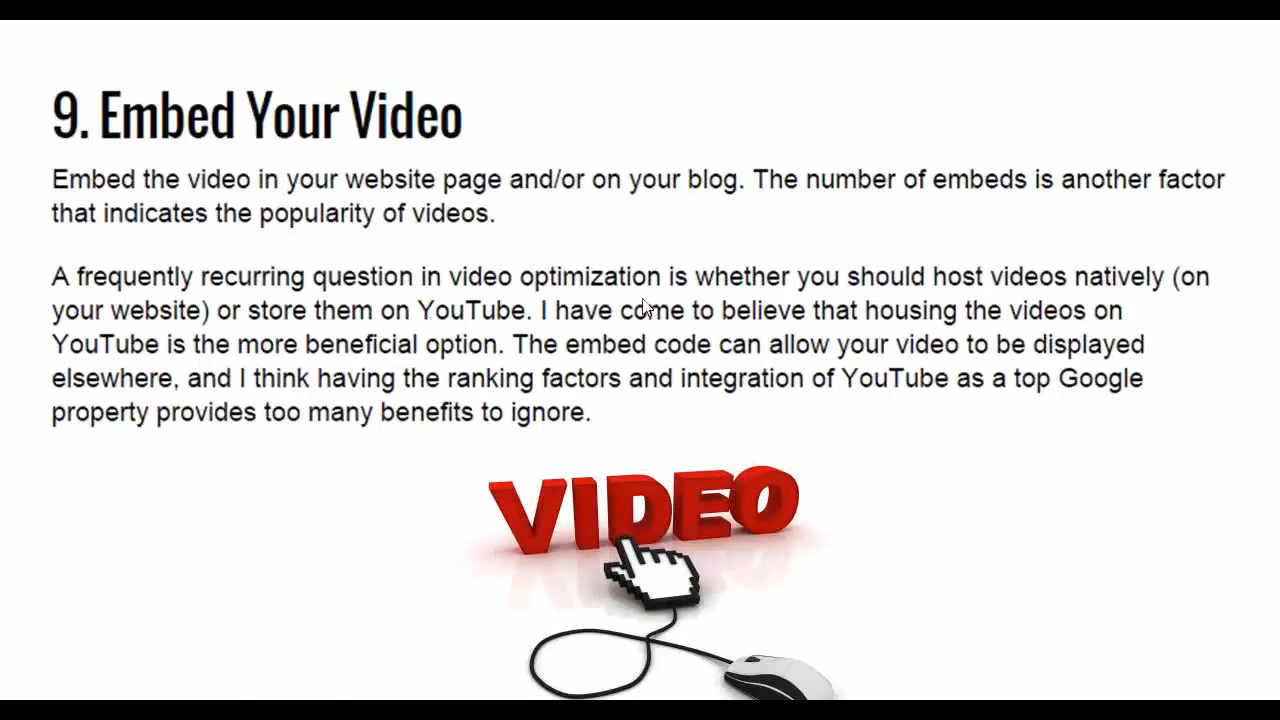 9. Embed Your Video
Embed the video in your website page and/or on your blog. The number of embeds is another factor
that indicates the popularity of videos.
A frequently recurring question in video optimization is whether you should host videos natively (on
your website) or store them on YouTube. I have come to believe that housing the videos on
YouTube is the more beneficial option. The embed code can allow your video to be displayed
elsewhere, and I think having the ranking factors and integration of YouTube as a top Google
property provides too many benefits to ignore.
VIDEO